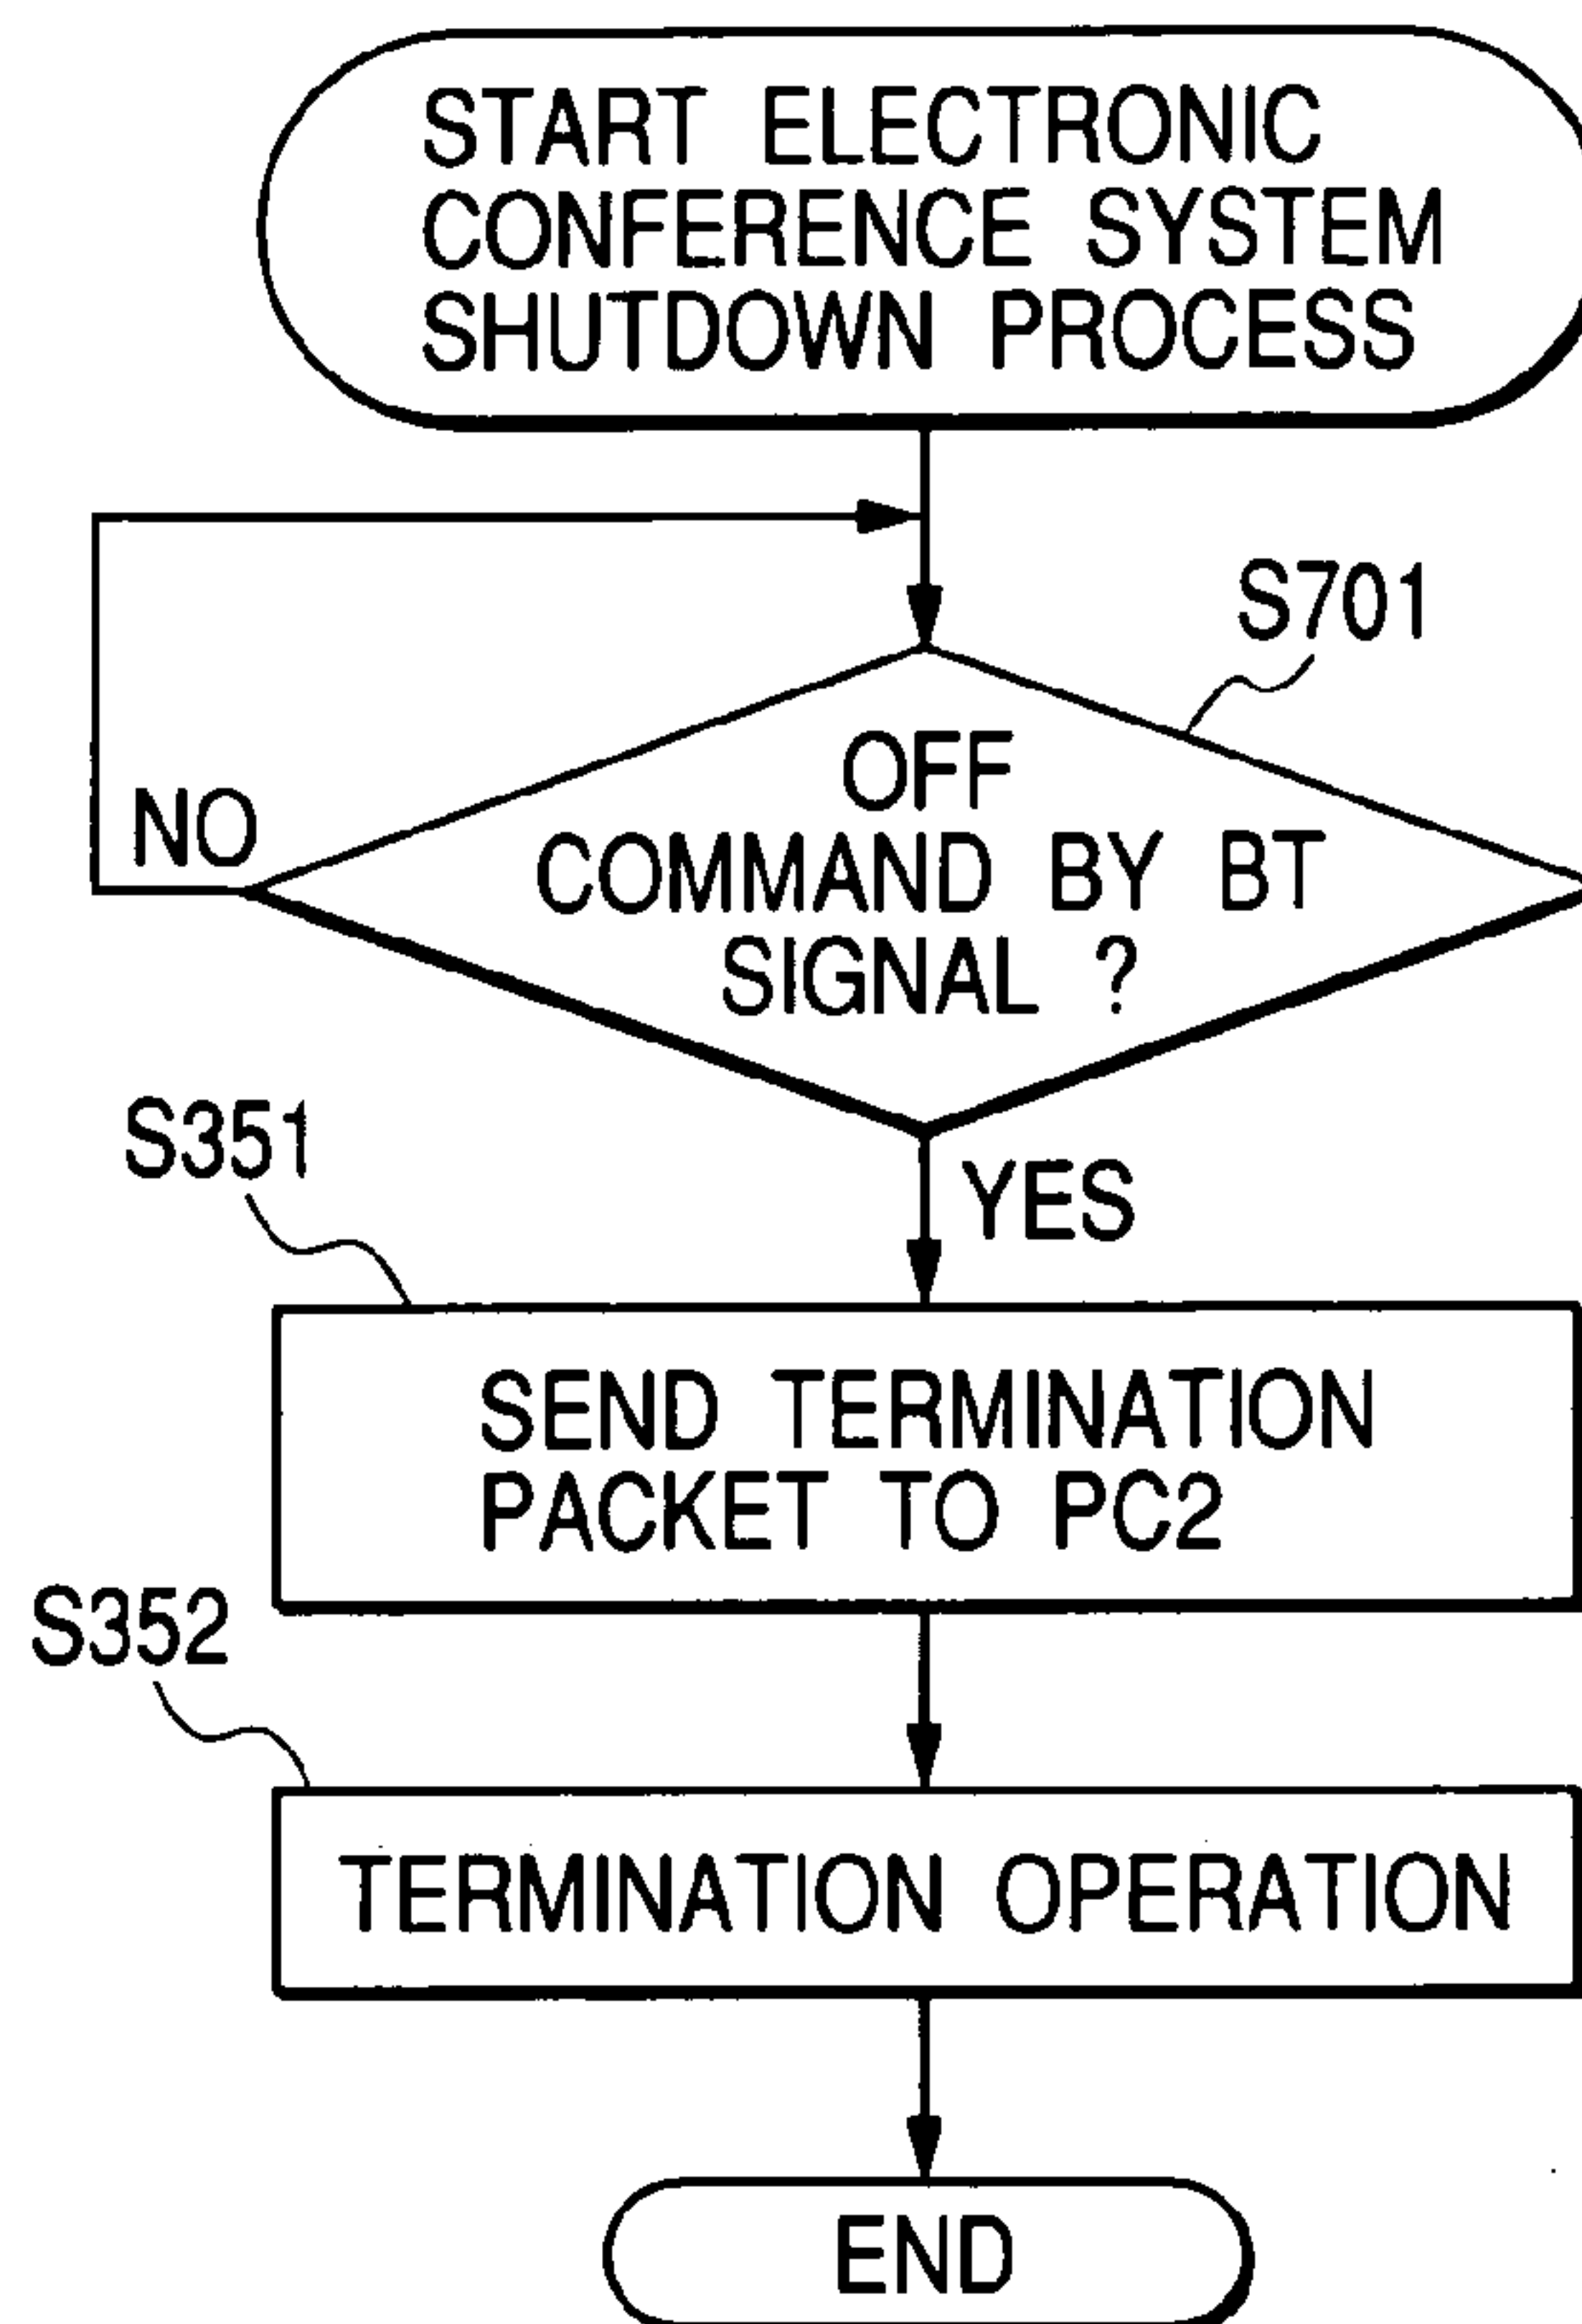 START ELECTRONIC
CONFERENCE SYSTEM
SHUTDOWN PROCESS
S701
OFF
COMMAND BY BT
SIGNAL ?
NO
YES
S351
SEND TERMINATION
PACKET TO PC2
S352
TERMINATION OPERATION
END